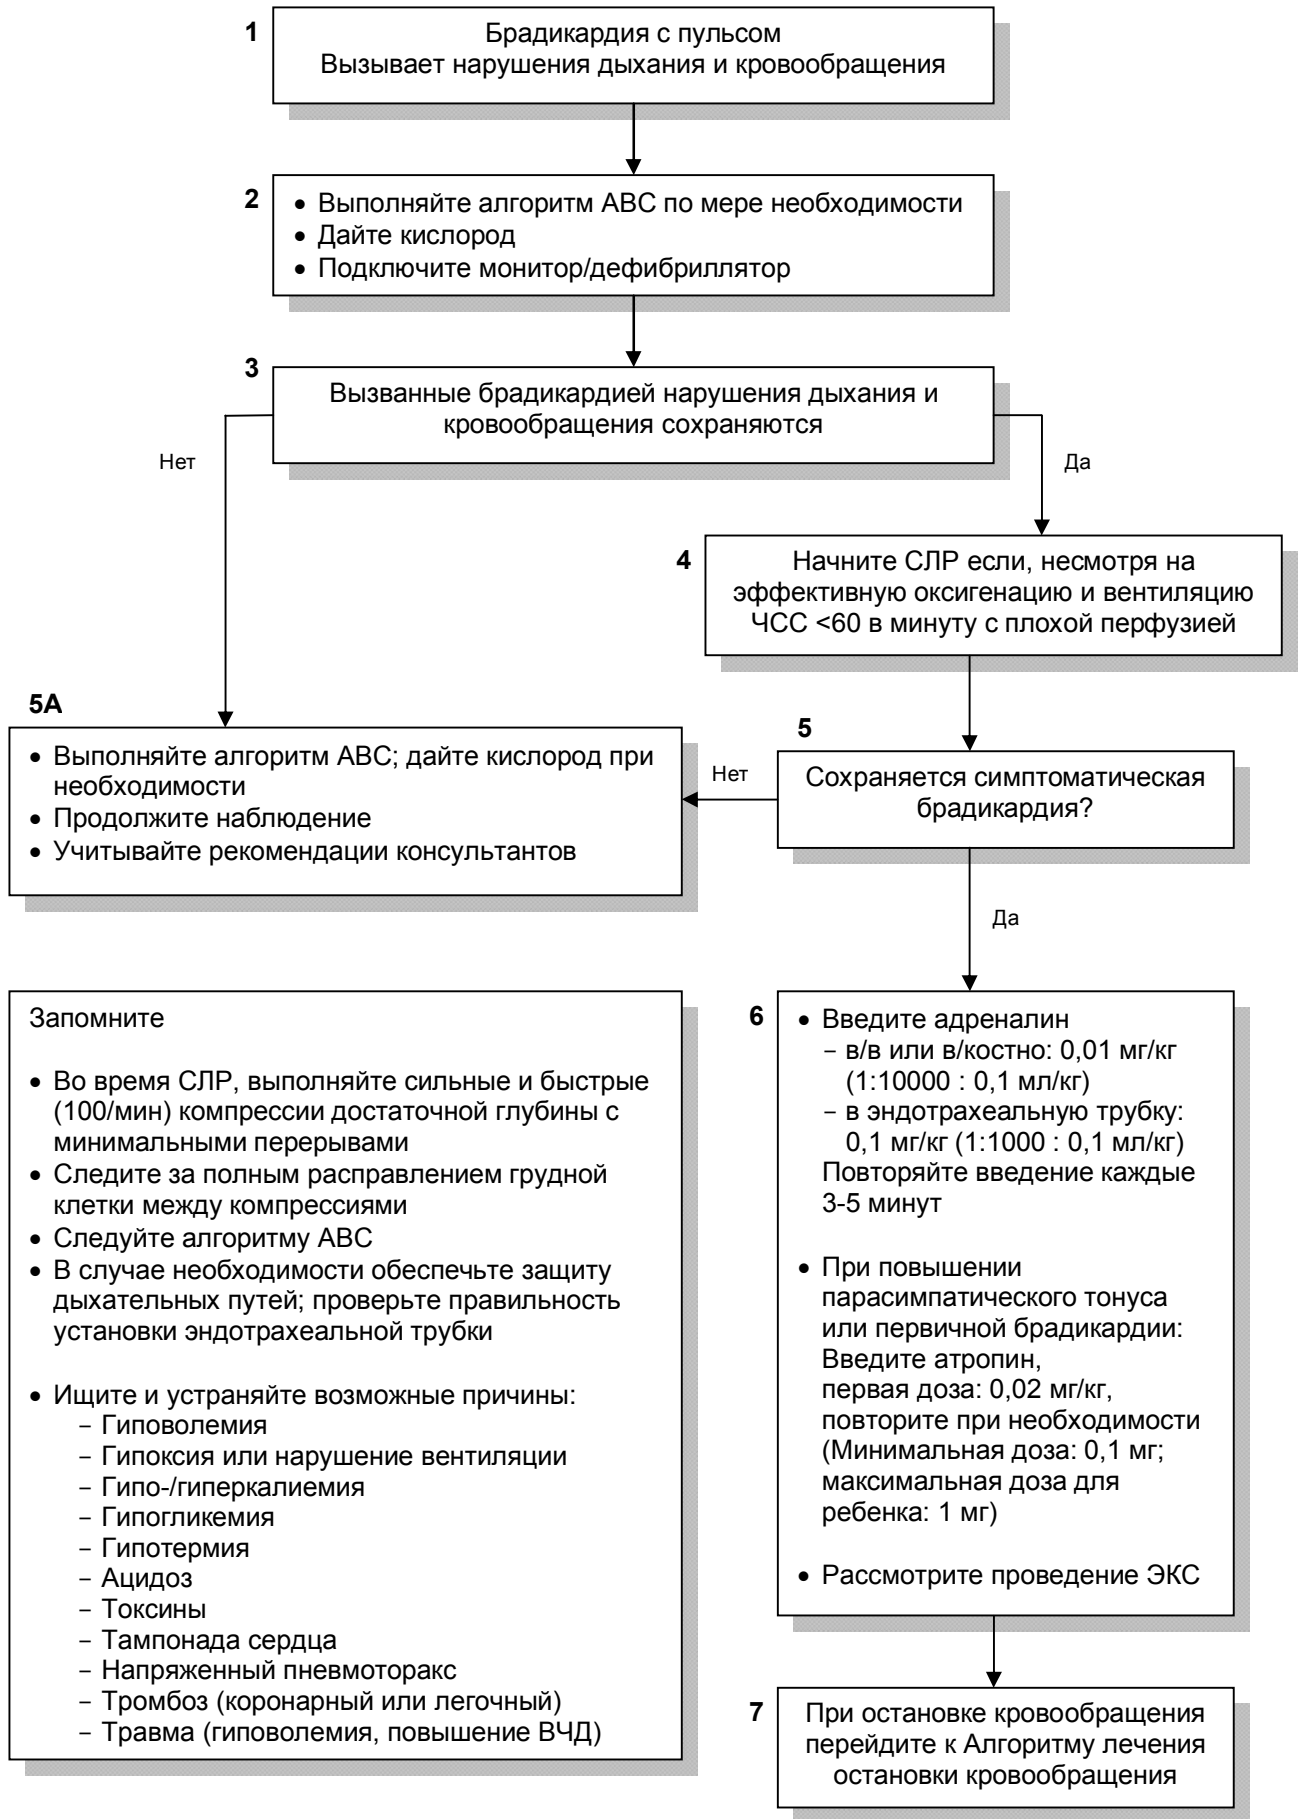 1
Брадикардия с пульсом
Вызывает нарушения дыхания и кровообращения
2
• Выполняйте алгоритм АВС по мере необходимости
• Дайте кислород
• Подключите монитор/дефибриллятор
3
Вызванные брадикардией нарушения дыхания и
кровообращения сохраняются
Нет
Да
4
Начните СЛР если, несмотря на
эффективную оксигенацию и вентиляцию
ЧСС <60 в минуту с плохой перфузией
5А
• Выполняйте алгоритм АВС; дайте кислород при
необходимости
• Продолжите наблюдение
• Учитывайте рекомендации консультантов
Нет
5
Сохраняется симптоматическая
брадикардия?
Да
Запомните
• Во время СЛР, выполняйте сильные и быстрые
(100/мин) компрессии достаточной глубины с
минимальными перерывами
• Следите за полным расправлением грудной
клетки между компрессиями
• Следуйте алгоритму АВС
• В случае необходимости обеспечьте защиту
дыхательных путей; проверьте правильность
установки эндотрахеальной трубки
• Ищите и устраняйте возможные причины:
− Гиповолемия
− Гипоксия или нарушение вентиляции
− Гипо-/гиперкалиемия
− Гипогликемия
− Гипотермия
− Ацидоз
− Токсины
− Тампонада сердца
− Напряженный пневмоторакс
− Тромбоз (коронарный или легочный)
− Травма (гиповолемия, повышение ВЧД)
6
• Введите адреналин
− в/в или в/костно: 0,01 мг/кг
(1:10000 : 0,1 мл/кг)
− в эндотрахеальную трубку:
0,1 мг/кг (1:1000 : 0,1 мл/кг)
Повторяйте введение каждые
3-5 минут
• При повышении
парасимпатического тонуса
или первичной брадикардии:
Введите атропин,
первая доза: 0,02 мг/кг,
повторите при необходимости
(Минимальная доза: 0,1 мг;
максимальная доза для
ребенка: 1 мг)
• Рассмотрите проведение ЭКС
7
При остановке кровообращения
перейдите к Алгоритму лечения
остановки кровообращения